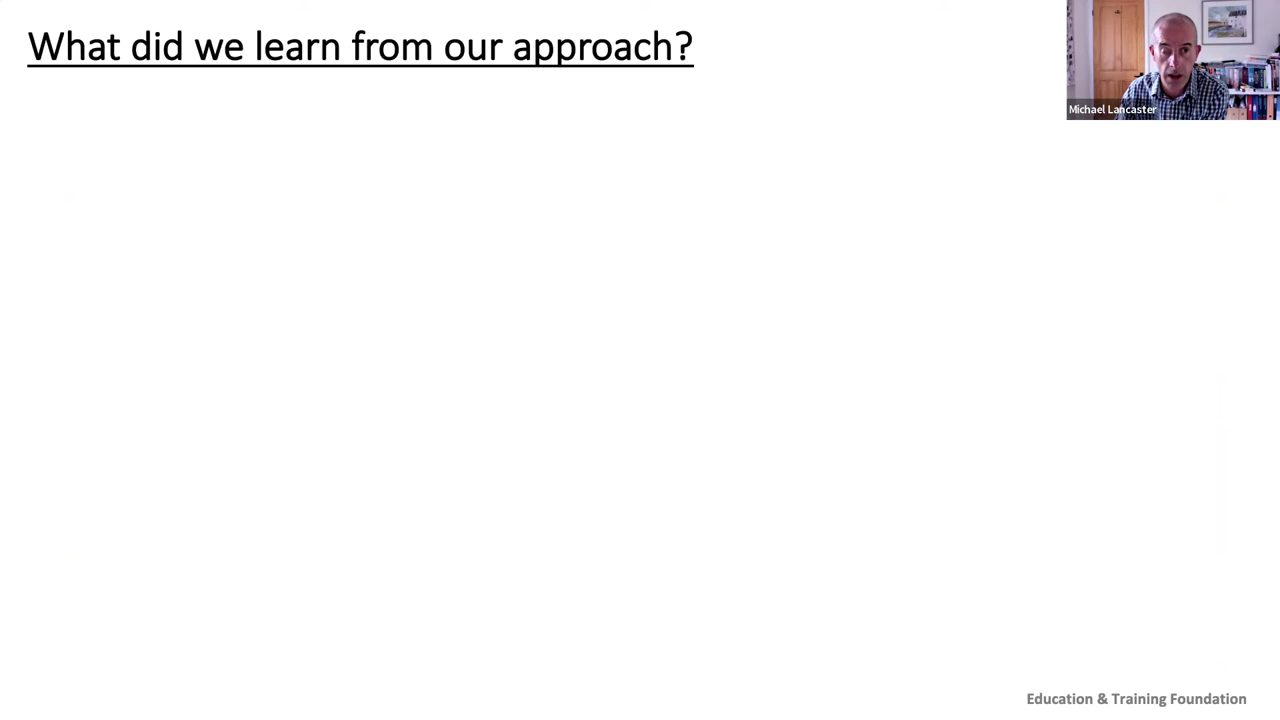 What did we learn from our approach?
Michael Lancaster
Education & Training Foundation